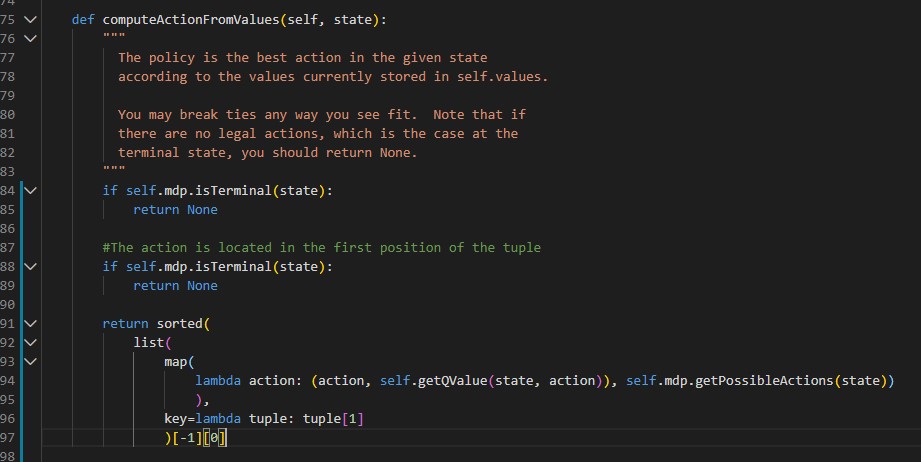 74
75 def computeActionFromValues(self, state):
76 """
77 The policy is the best action in the given state
78 according to the values currently stored in self.values.
79
80 You may break ties any way you see fit.  Note that if
81 there are no legal actions, which is the case at the
82 terminal state, you should return None.
83 """
84 if self.mdp.isTerminal(state):
85 return None
86
87 #The action is located in the first position of the tuple
88 if self.mdp.isTerminal(state):
89 return None
90
91 return sorted(
92 list(
93 map(
94 lambda action: (action, self.getQValue(state, action)), self.mdp.getPossibleActions(state))
95 ),
96 key=lambda tuple: tuple[1]
97 )[-1][0]
98